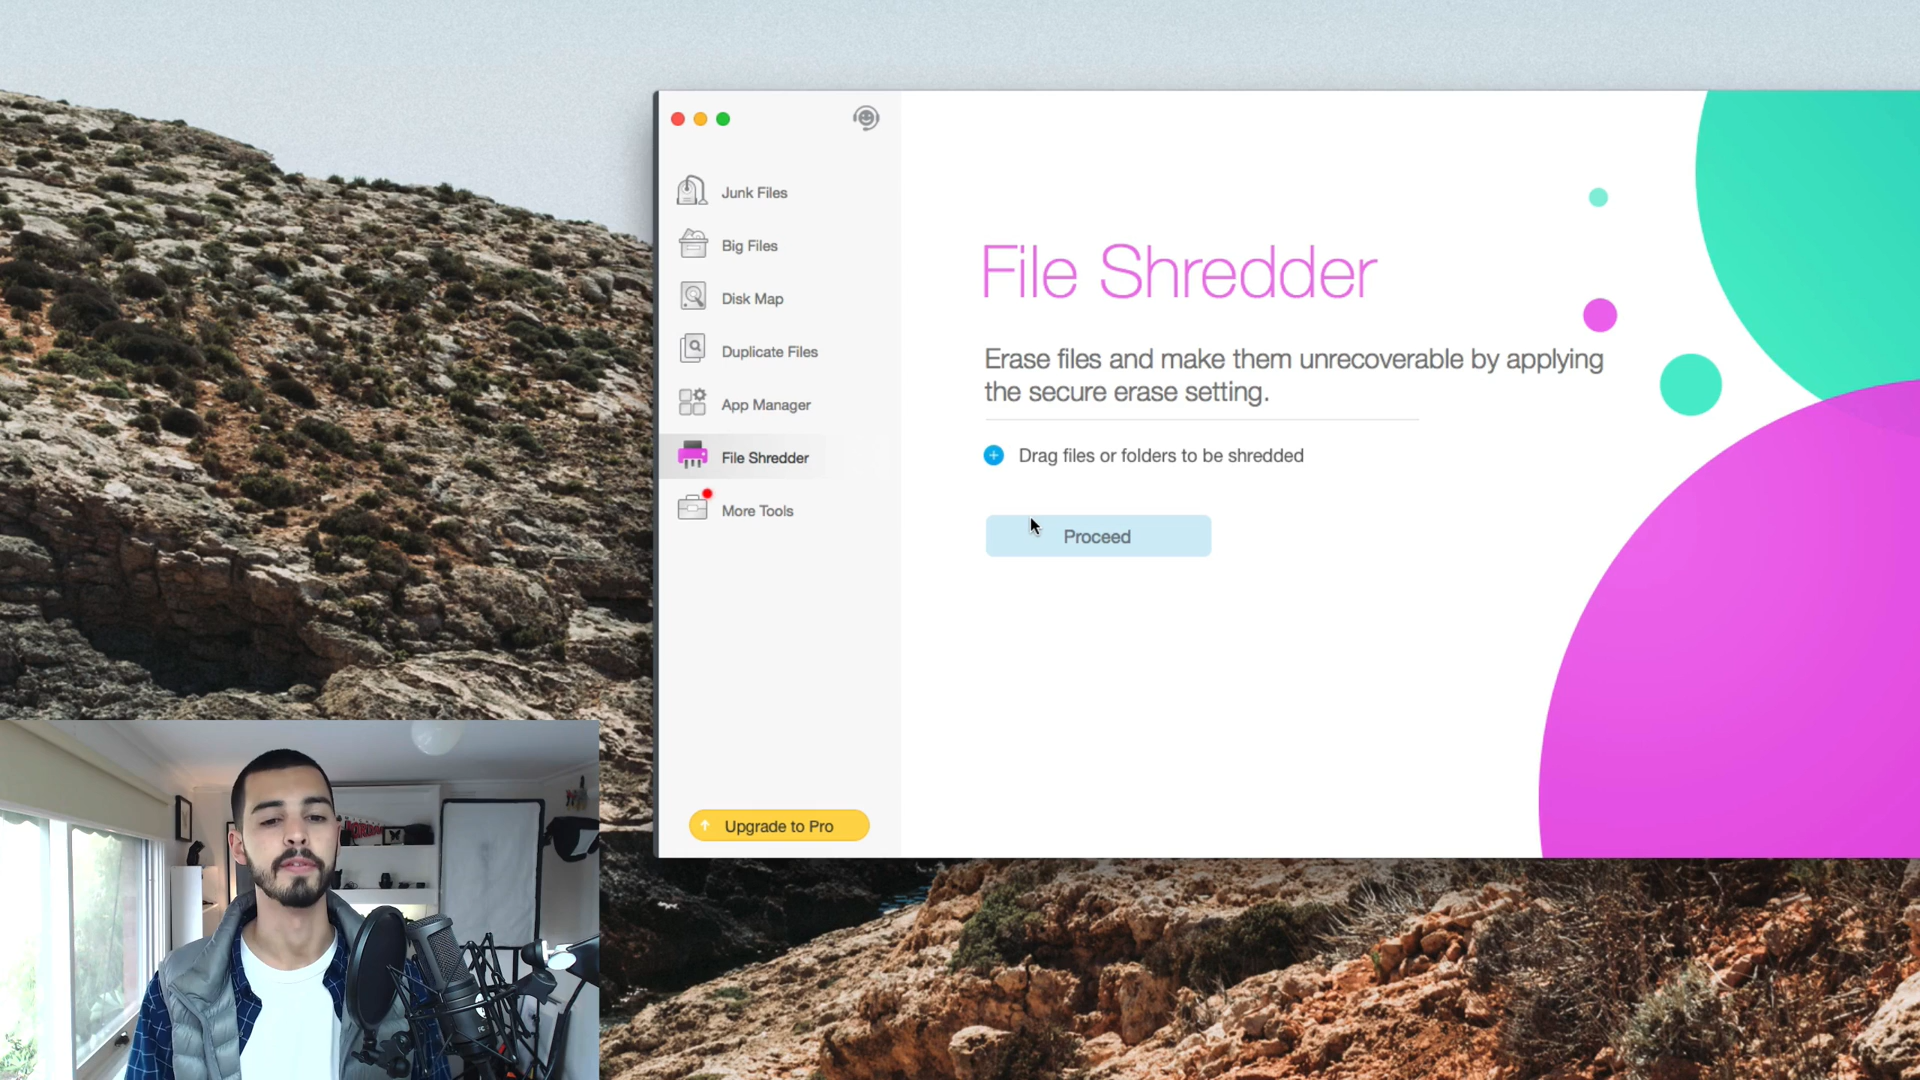 Junk Files
Big Files
Disk Map
Duplicate Files
App Manager
File Shredder
More Tools
Upgrade to Pro
File Shredder
Erase files and make them unrecoverable by applying
the secure erase setting.
Drag files or folders to be shredded
Proceed